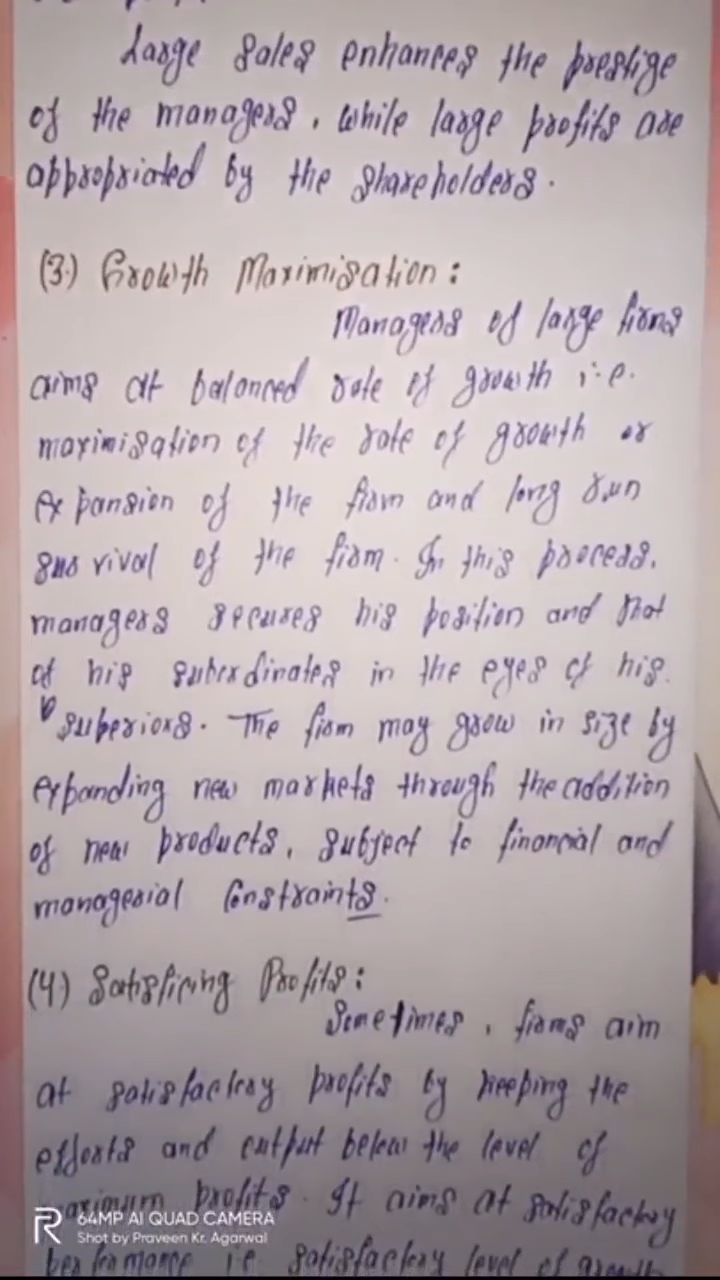 Large sales enhances the prestige
of the managers, while large profits are
appropriated by the shareholders.
(3.) Growth Maximisation :
Managers of large firms
aims at balanced rate of growth i.e.
maximisation of the rate of growth or
expansion of the firm and long run
survival of the firm. In this process,
managers secures his position and that
of his subordinates in the eyes of his
superiors. The firm may grow in size by
expanding new markets through the addition
of new products, subject to financial and
managerial constraints.
(4.) Satisficing Profits :
Sometimes, firms aim
at satisfactory profits by keeping the
efforts and output below the level of
maximum profits. It aims at satisfactory
performance i.e. satisfactory level of growth
64MP AI QUAD CAMERA
Shot by Praveen Kr. Agarwal